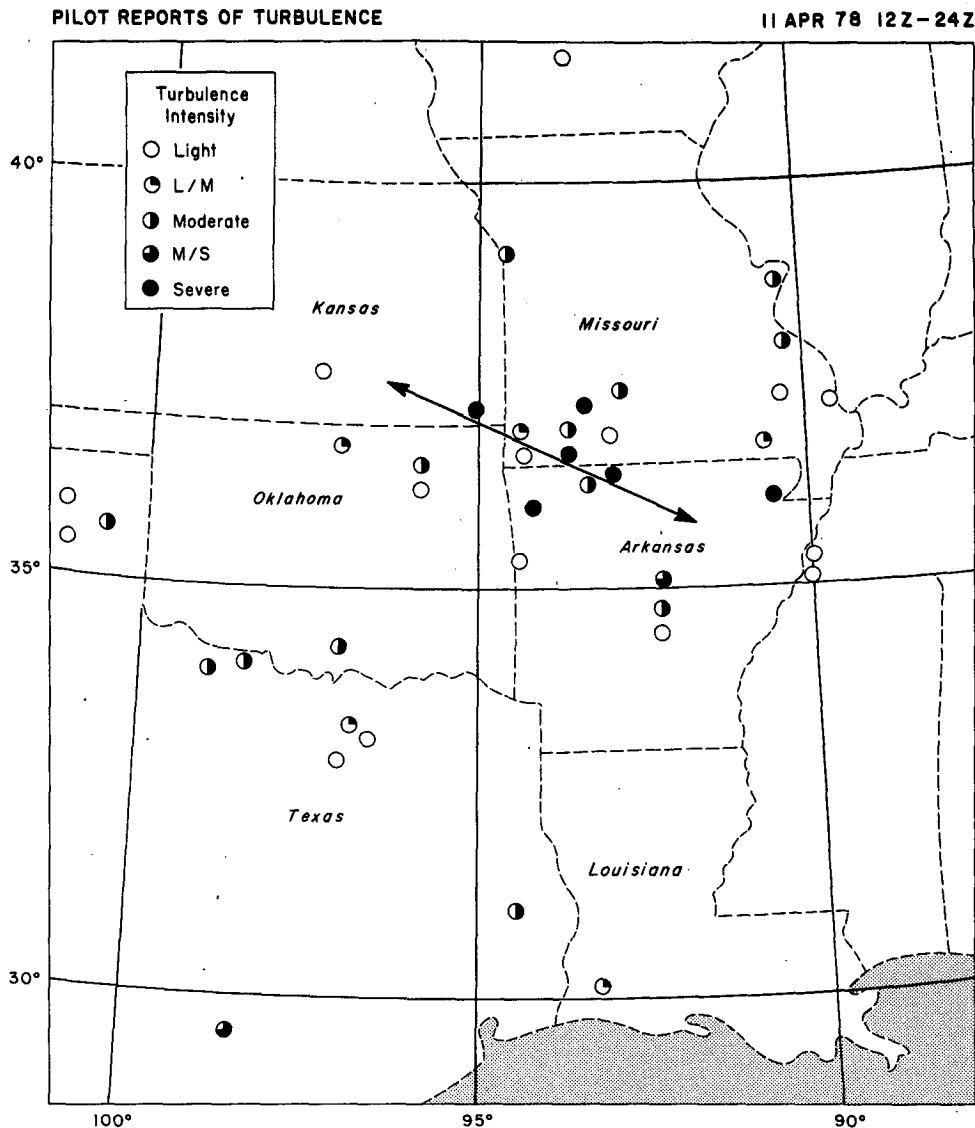 PILOT REPORTS OF TURBULENCE
11 APR 78 12Z-24Z
Turbulence
Intensity
Light
L/M
Moderate
M/S
Severe
40°
Kansas
Missouri
Oklahoma
Arkansas
35°
Texas
Louisiana
30°
100°
95°
90°